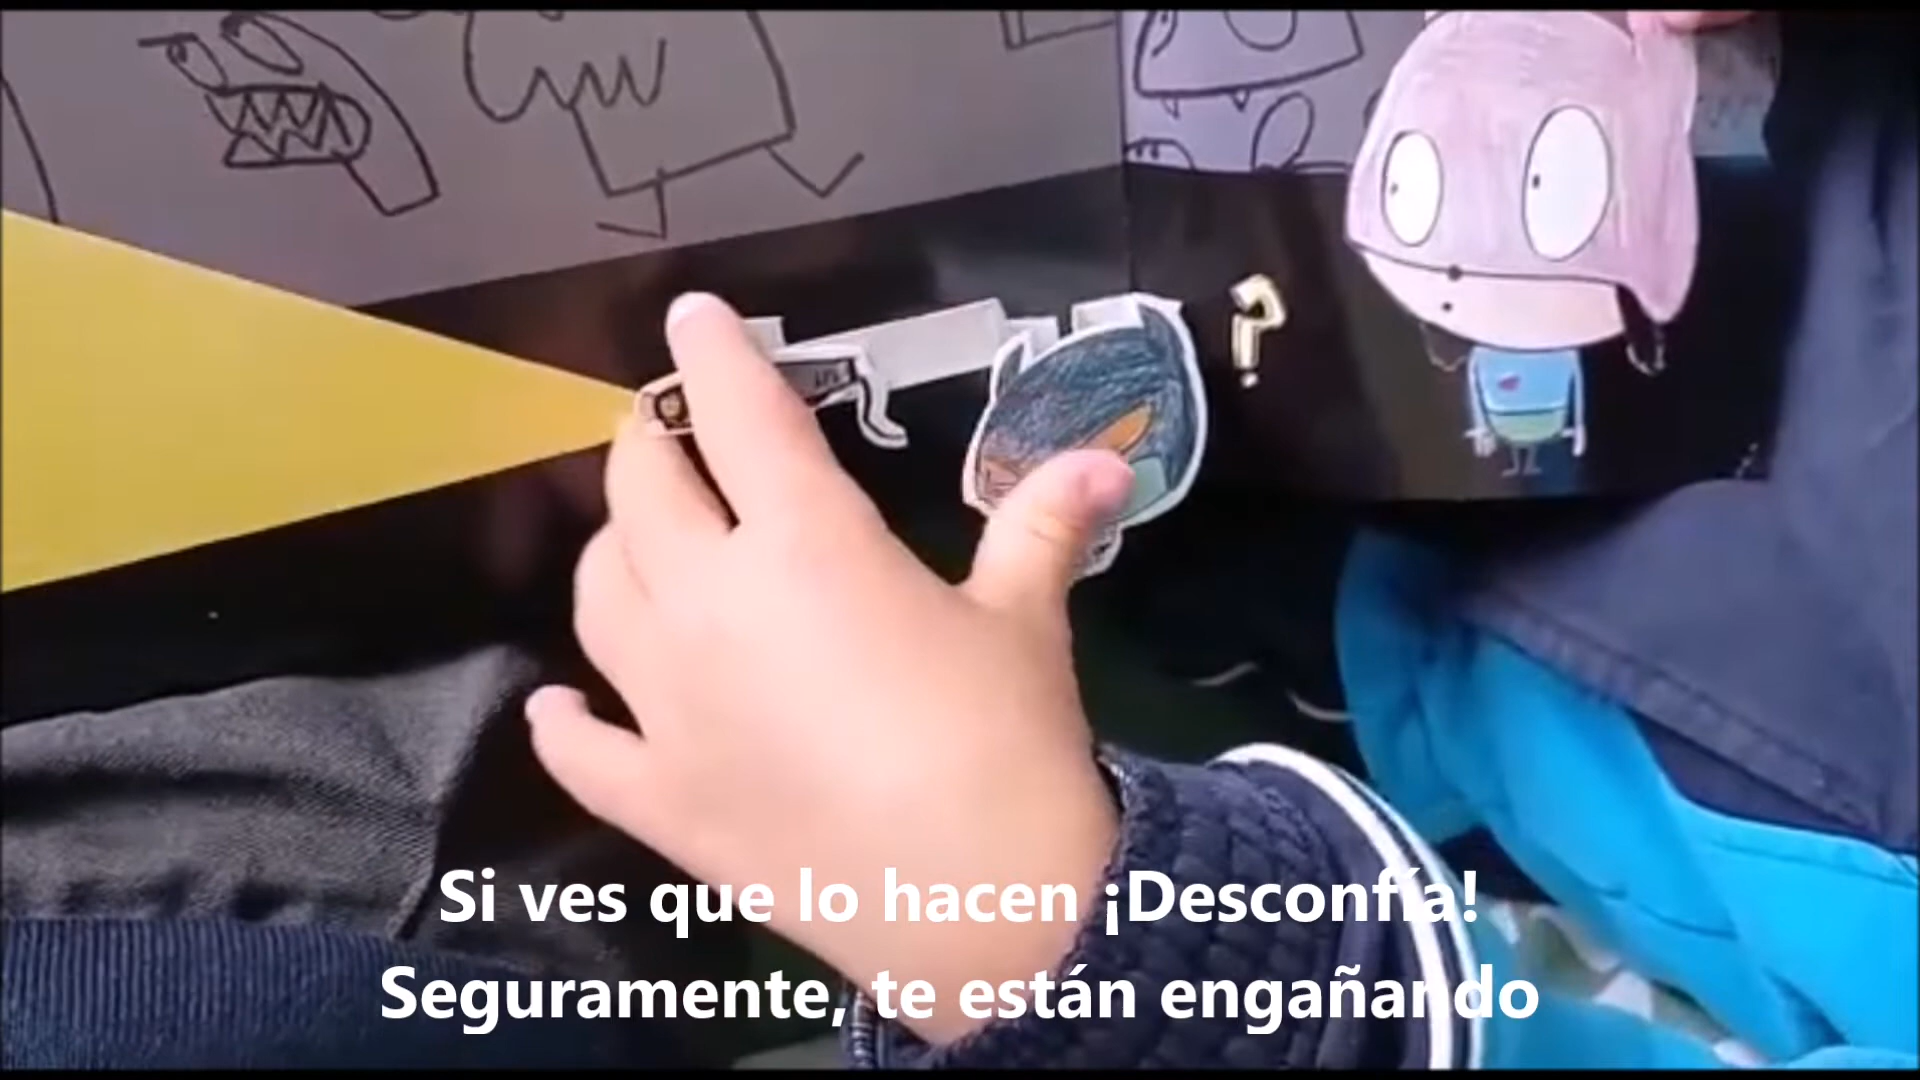 ?
Si ves que lo hacen ¡Desconfía!
Seguramente, te están engañando